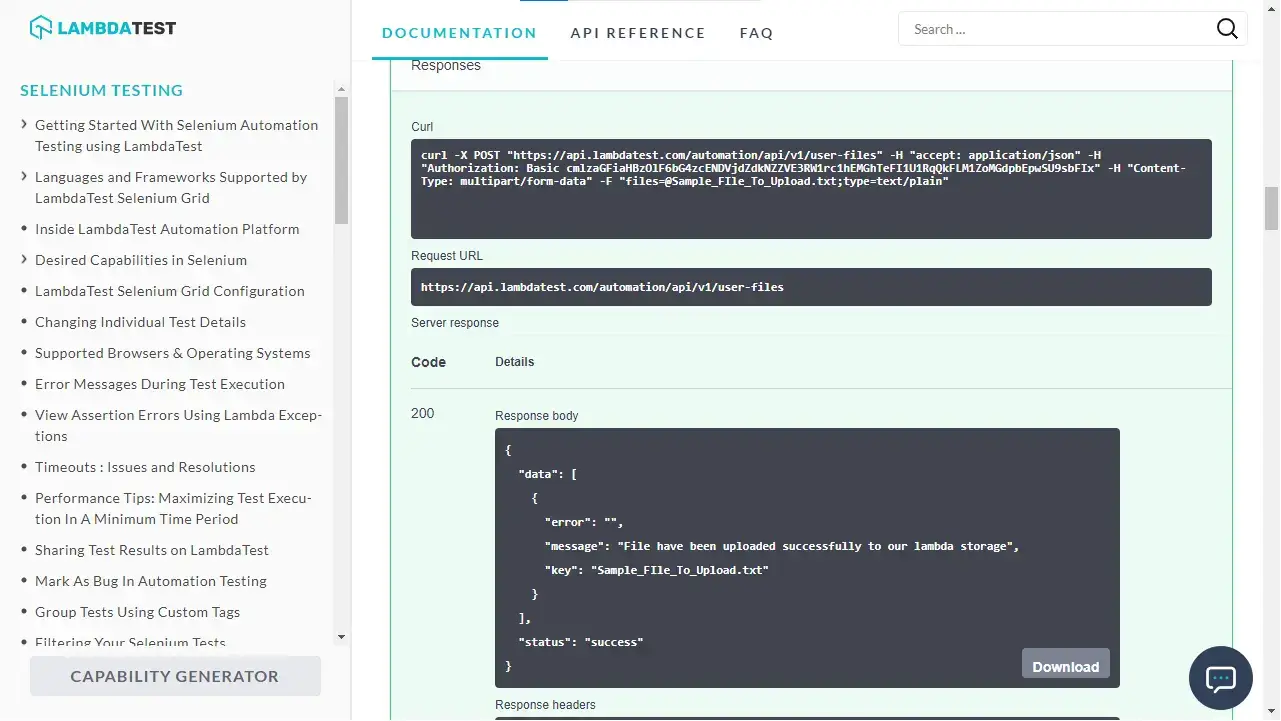 LAMBDATEST
DOCUMENTATION
API REFERENCE
FAQ
Search ...
SELENIUM TESTING
Getting Started With Selenium Automation
Testing using LambdaTest
Languages and Frameworks Supported by
LambdaTest Selenium Grid
Inside LambdaTest Automation Platform
Desired Capabilities in Selenium
LambdaTest Selenium Grid Configuration
Changing Individual Test Details
Supported Browsers & Operating Systems
Error Messages During Test Execution
View Assertion Errors Using Lambda Excep-
tions
Timeouts : Issues and Resolutions
Performance Tips: Maximizing Test Execu-
tion In A Minimum Time Period
Sharing Test Results on LambdaTest
Mark As Bug In Automation Testing
Group Tests Using Custom Tags
Filtering Your Selenium Tests
CAPABILITY GENERATOR
Responses
Curl
curl -X POST "https://api.lambdatest.com/automation/api/v1/user-files" -H "accept: application/json" -H
"Authorization: Basic" -H "Content-
Type: multipart/form-data" -F "files=@Sample_FIle_To_Upload.txt;type=text/plain"
Request URL
https://api.lambdatest.com/automation/api/v1/user-files
Server response
Code
Details
200
Response body
{
"data": [
{
"error": "",
"message": "File have been uploaded successfully to our lambda storage",
"key": "Sample_FIle_To_Upload.txt"
}
],
"status": "success"
}
Download
Response headers